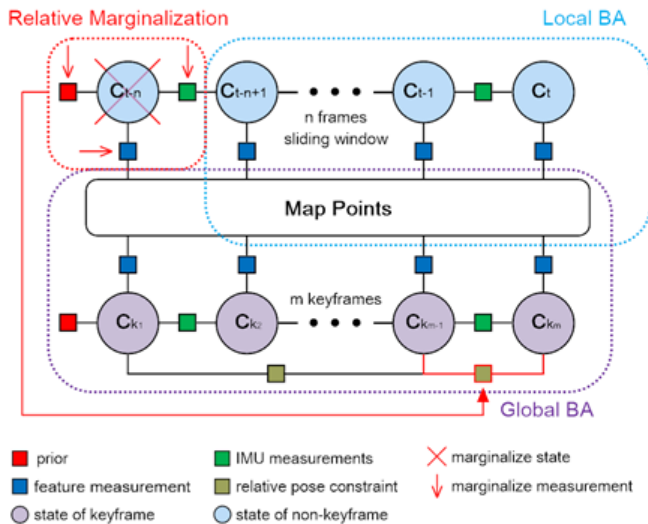 Relative Marginalization
Local BA
Ct-n
Ct-n+1
Ct-1
Ct
n frames
sliding window
Map Points
m keyframes
Ck1
Ck2
Ckm-1
Ckm
Global BA
prior
IMU measurements
marginalize state
feature measurement
relative pose constraint
marginalize measurement
state of keyframe
state of non-keyframe